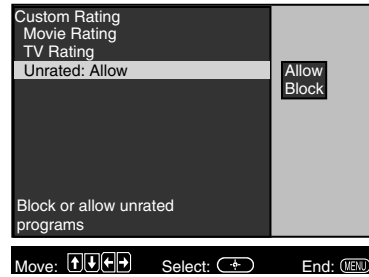 Custom Rating
Movie Rating
TV Rating
Unrated: Allow
Allow
Block
Block or allow unrated
programs
Move: Select: End: MENU